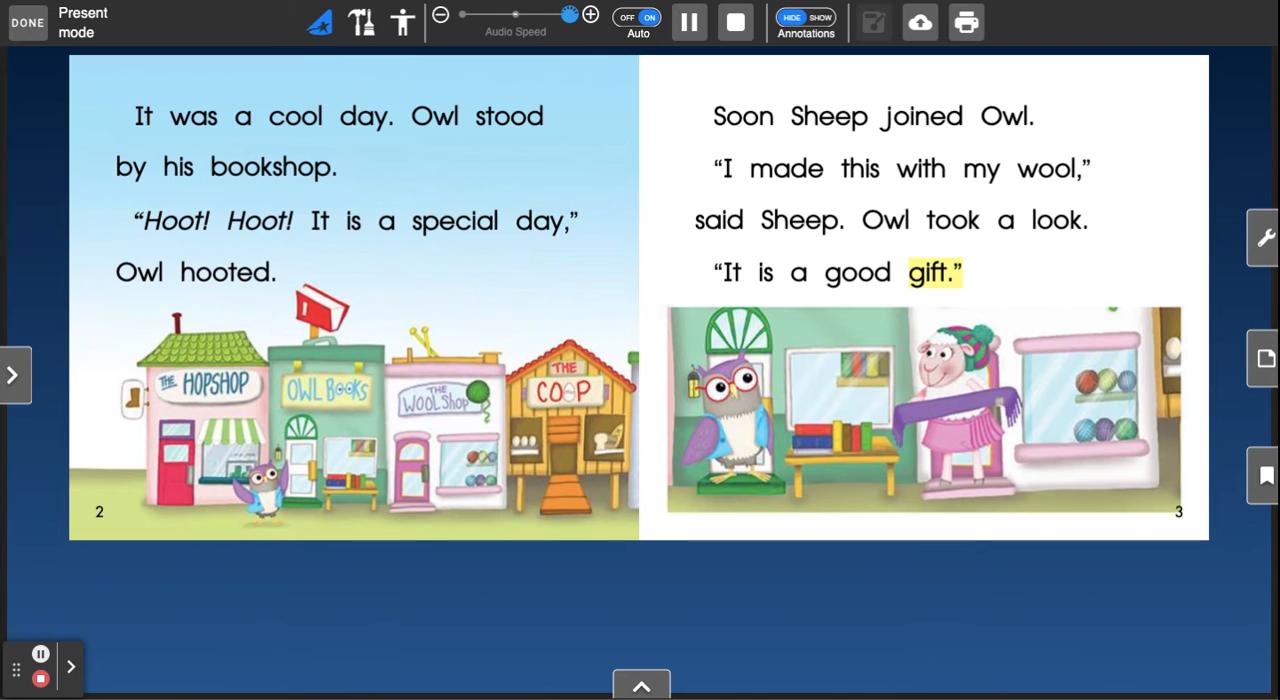 DONE
Present
mode
Audio Speed
OFF ON
Auto
HIDE SHOW
Annotations
It was a cool day. Owl stood
by his bookshop.
“Hoot! Hoot! It is a special day,”
Owl hooted.
THE HOPSHOP
OWL BOOKS
THE
WOOL Shop
THE
COOP
2
Soon Sheep joined Owl.
“I made this with my wool,”
said Sheep. Owl took a look.
“It is a good gift.”
3